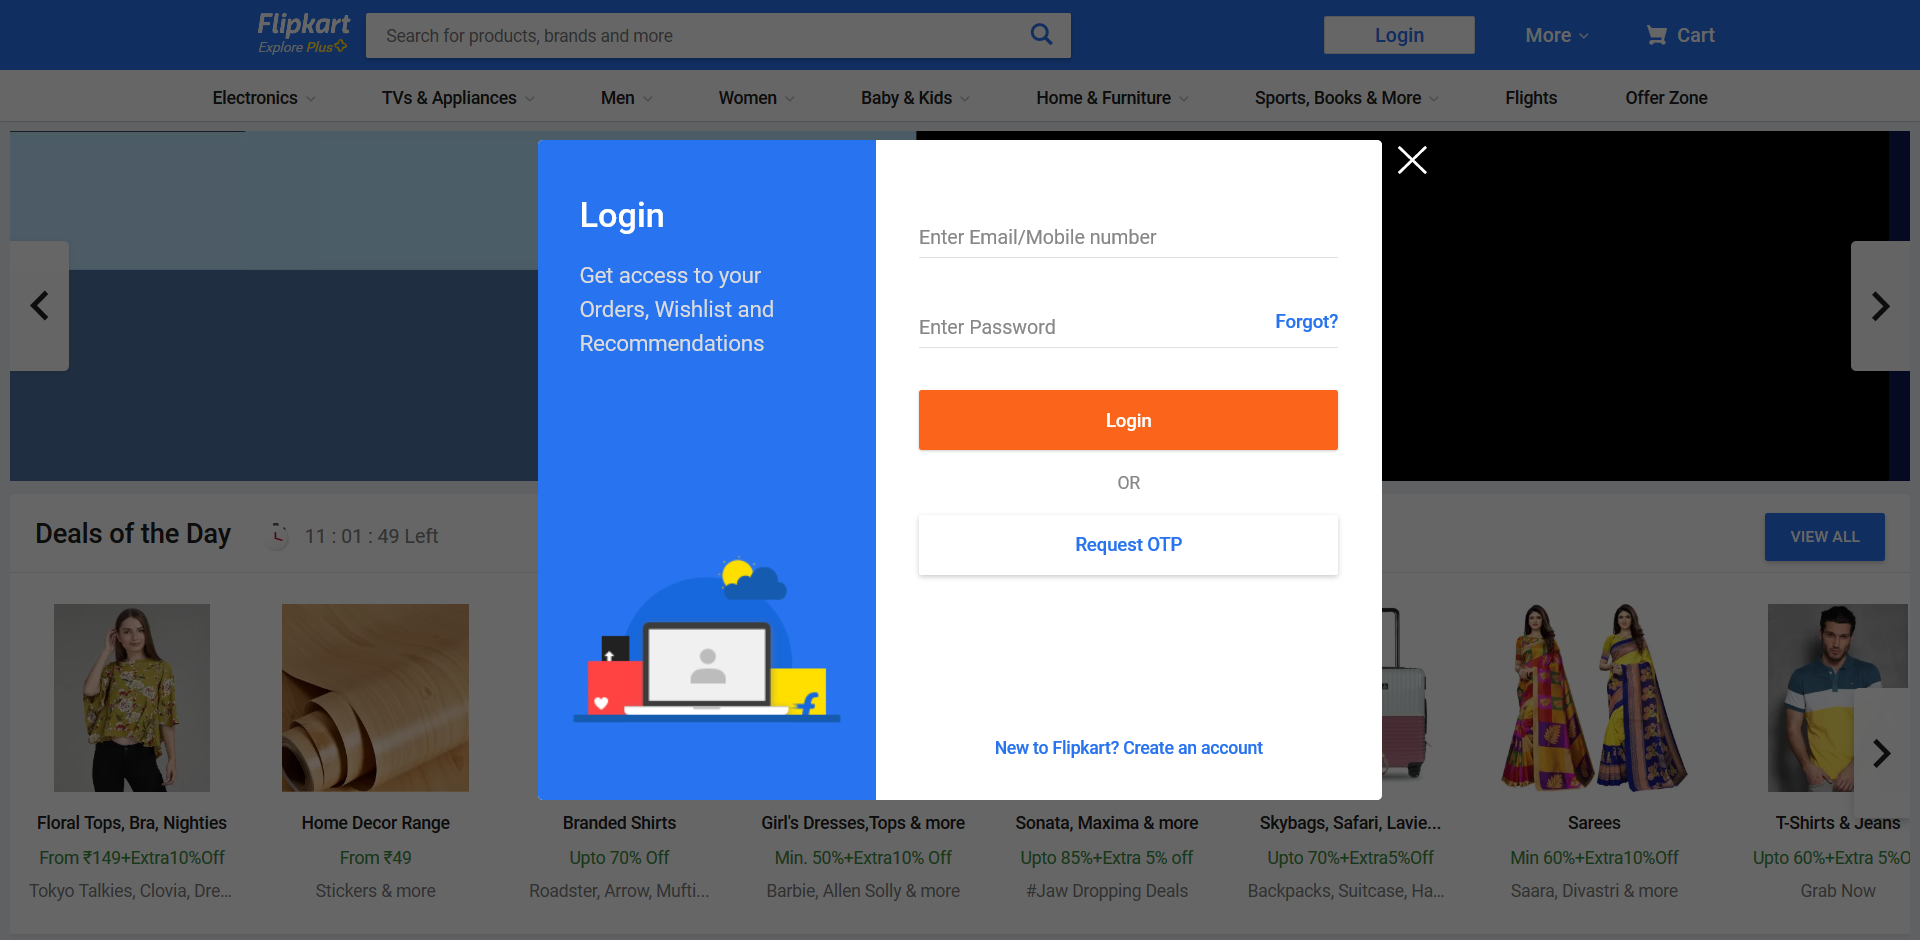 Flipkart
Explore Plus
Search for products, brands and more
Login
More
Cart
Electronics
TVs & Appliances
Men
Women
Baby & Kids
Home & Furniture
Sports, Books & More
Flights
Offer Zone
Login
Get access to your
Orders, Wishlist and
Recommendations
Enter Email/Mobile number
Enter Password
Forgot?
Login
OR
Request OTP
New to Flipkart? Create an account
Deals of the Day
11 : 01 : 49 Left
VIEW ALL
Floral Tops, Bra, Nighties
From ₹149+Extra10%Off
Tokyo Talkies, Clovia, Dre...
Home Decor Range
From ₹49
Stickers & more
Branded Shirts
Upto 70% Off
Roadster, Arrow, Mufti...
Girl's Dresses,Tops & more
Min. 50%+Extra10% Off
Barbie, Allen Solly & more
Sonata, Maxima & more
Upto 85%+Extra 5% off
#Jaw Dropping Deals
Skybags, Safari, Lavie...
Upto 70%+Extra5%Off
Backpacks, Suitcase, Ha...
Sarees
Min 60%+Extra10%Off
Saara, Divastri & more
T-Shirts & Jeans
Upto 60%+Extra 5%O
Grab Now